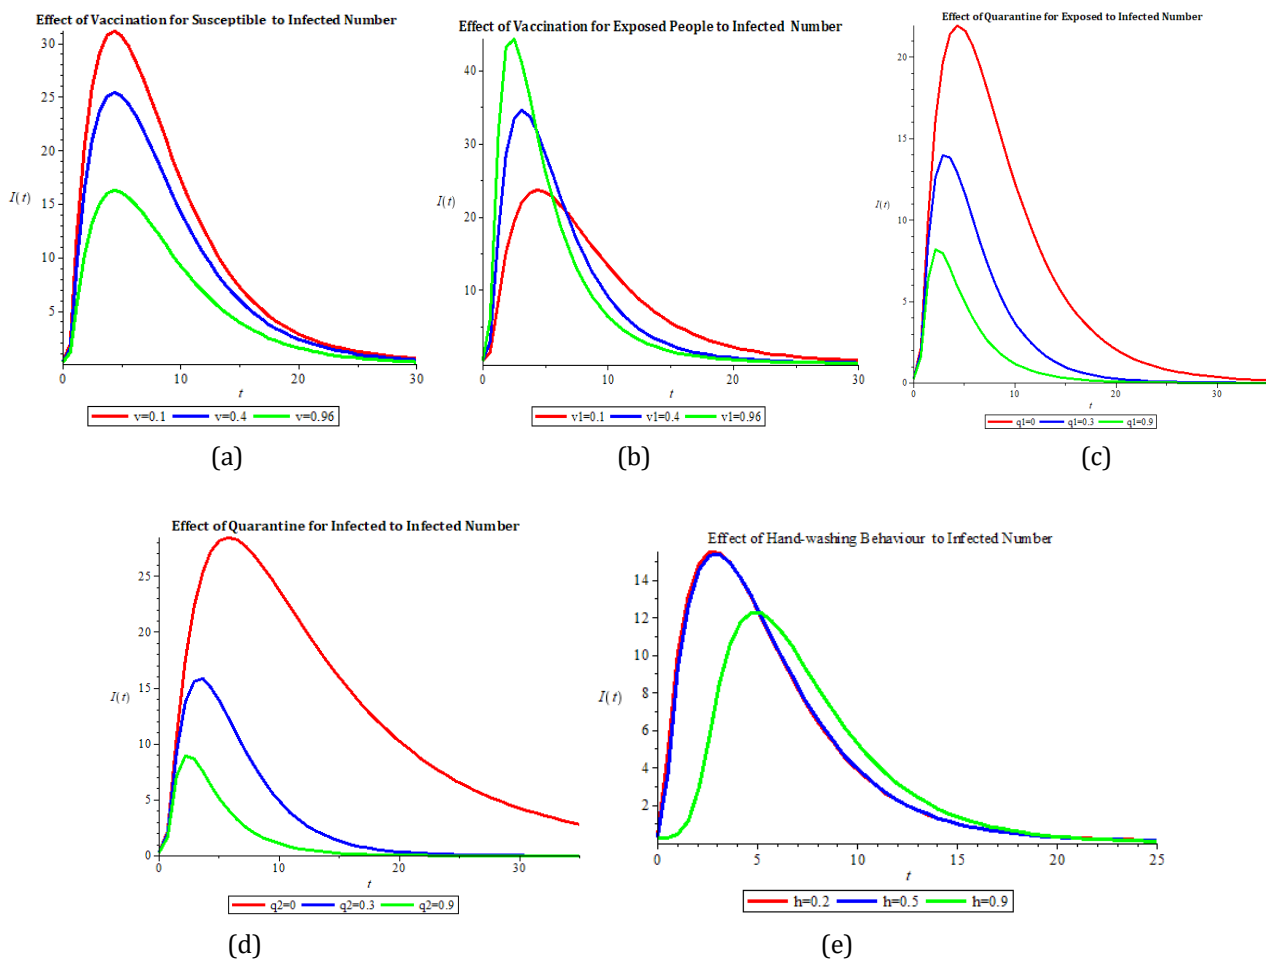 Effect of Vaccination for Susceptible to Infected Number
30
25
20
I(t) 15
10
5
0 10 20 30
t
v=0.1 v=0.4 v=0.96
(a)
Effect of Vaccination for Exposed People to Infected Number
40
30
I(t)
20
10
0 10 20 30
t
v1=0.1 v1=0.4 v1=0.96
(b)
Effect of Quarantine for Exposed to Infected Number
20
15
I(t)
10
5
0
0 10 20 30
t
q1=0 q1=0.3 q1=0.9
(c)
Effect of Quarantine for Infected to Infected Number
25
20
I(t) 15
10
5
0
0 10 20 30
t
q2=0 q2=0.3 q2=0.9
(d)
Effect of Hand-washing Behaviour to Infected Number
14
12
10
8
I(t)
6
4
2
0 5 10 15 20 25
t
h=0.2 h=0.5 h=0.9
(e)